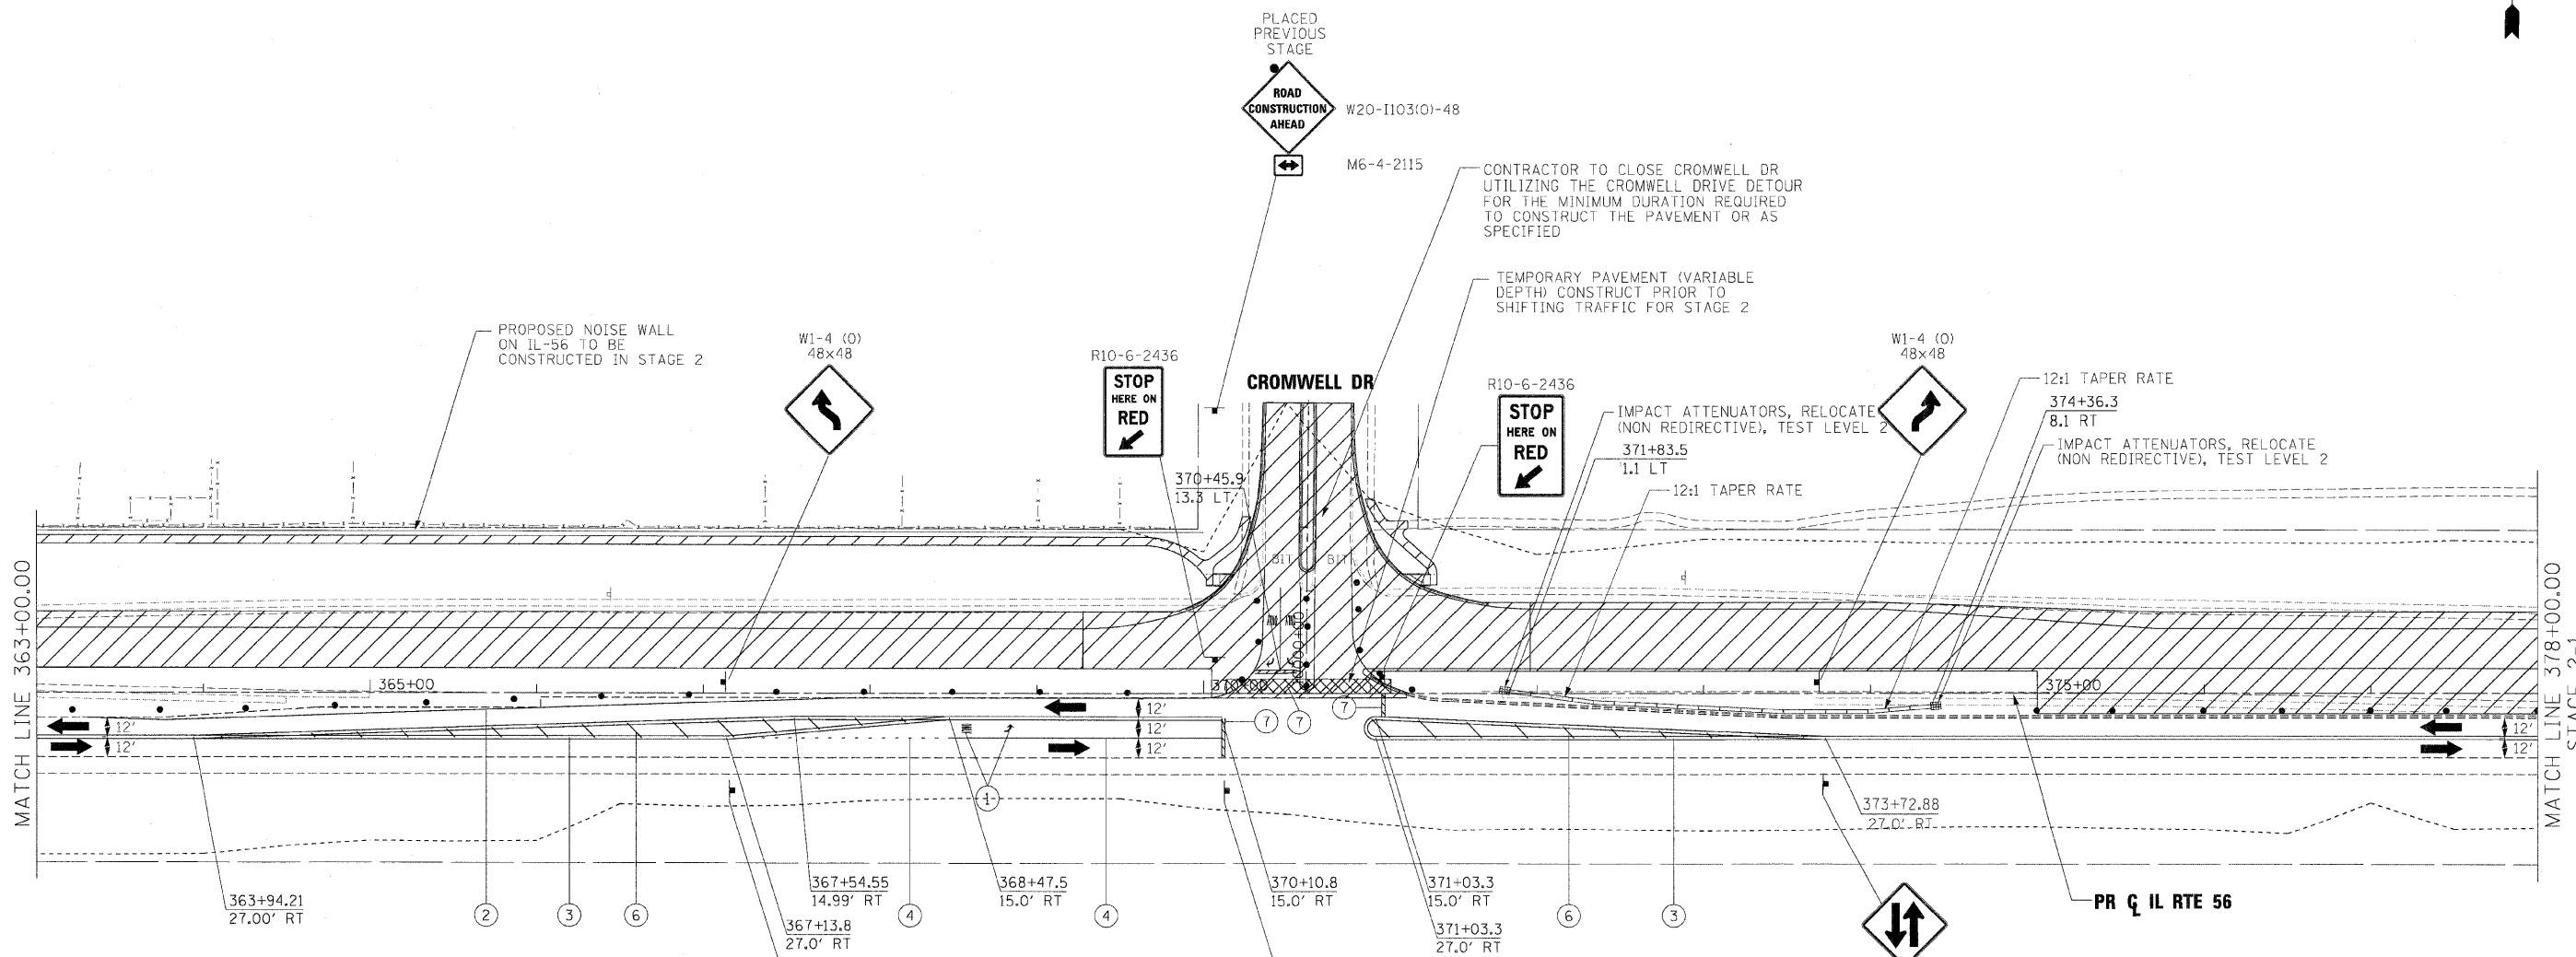 PLACED
PREVIOUS
STAGE
ROAD
CONSTRUCTION
AHEAD
W20-I103(O)-48
M6-4-2115
CONTRACTOR TO CLOSE CROMWELL DR
UTILIZING THE CROMWELL DRIVE DETOUR
FOR THE MINIMUM DURATION REQUIRED
TO CONSTRUCT THE PAVEMENT OR AS
SPECIFIED
TEMPORARY PAVEMENT (VARIABLE
DEPTH) CONSTRUCT PRIOR TO
SHIFTING TRAFFIC FOR STAGE 2
PROPOSED NOISE WALL
ON IL-56 TO BE
CONSTRUCTED IN STAGE 2
W1-4 (O)
48x48
R10-6-2436
STOP
HERE ON
RED
CROMWELL DR
R10-6-2436
STOP
HERE ON
RED
IMPACT ATTENUATORS, RELOCATE
(NON REDIRECTIVE), TEST LEVEL 2
371+83.5
1.1 LT
12:1 TAPER RATE
W1-4 (O)
48x48
12:1 TAPER RATE
374+36.3
8.1 RT
IMPACT ATTENUATORS, RELOCATE
(NON REDIRECTIVE), TEST LEVEL 2
370+45.9
13.3 LT
BIT
BIT
365+00
375+00
12'
12'
12'
12'
12'
12'
12'
7
7
7
1
MATCH LINE 363+00.00
MATCH LINE 378+00.00
STAGE 2-1
363+94.21
27.00' RT
2
3
6
367+54.55
14.99' RT
367+13.8
27.0' RT
4
368+47.5
15.0' RT
4
370+10.8
15.0' RT
371+03.3
15.0' RT
371+03.3
27.0' RT
6
3
373+72.88
27.0' RT
PR CL IL RTE 56